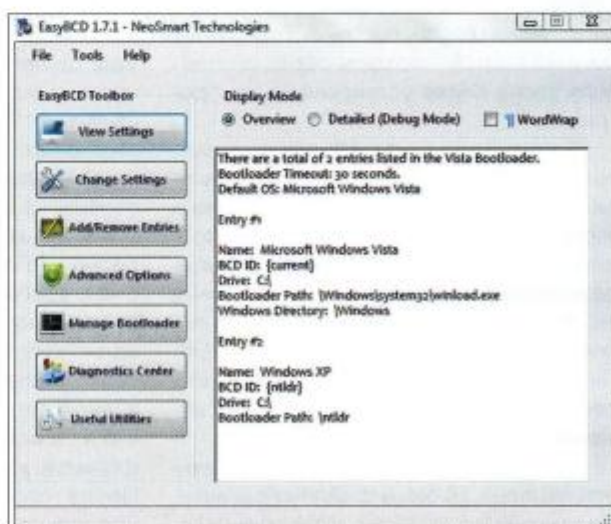 EasyBCD 1.7.1 - NeoSmart Technologies
File Tools Help
EasyBCD Toolbox
View Settings
Change Settings
Add/Remove Entries
Advanced Options
Manage Bootloader
Diagnostics Center
Useful Utilities
Display Mode
Overview Detailed (Debug Mode) WordWrap
There are a total of 2 entries listed in the Vista Bootloader.
Bootloader Timeout: 30 seconds.
Default OS: Microsoft Windows Vista
Entry #1
Name: Microsoft Windows Vista
BCD ID: {current}
Drive: C:\
Bootloader Path: \Windows\system32\winload.exe
Windows Directory: \Windows
Entry #2
Name: Windows XP
BCD ID: {ntldr}
Drive: C:\
Bootloader Path: \ntldr